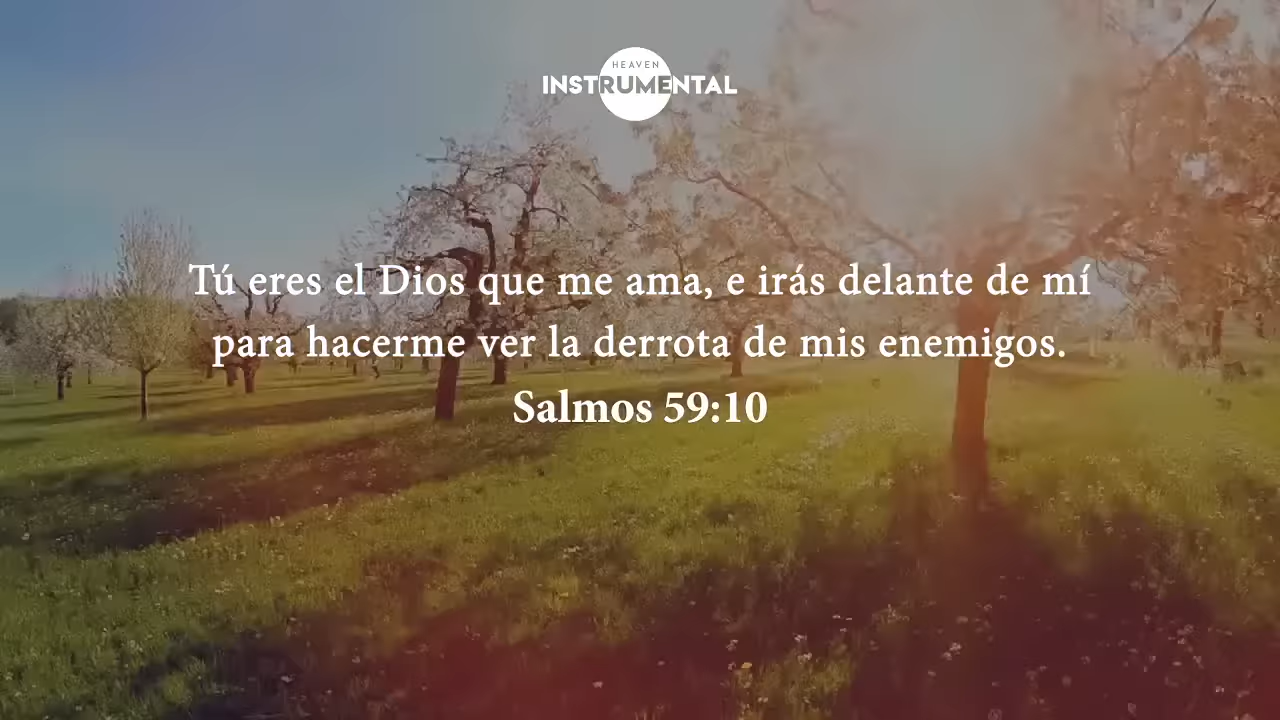 HEAVEN
INSTRUMENTAL
Tú eres el Dios que me ama, e irás delante de mí
para hacerme ver la derrota de mis enemigos.
Salmos 59:10